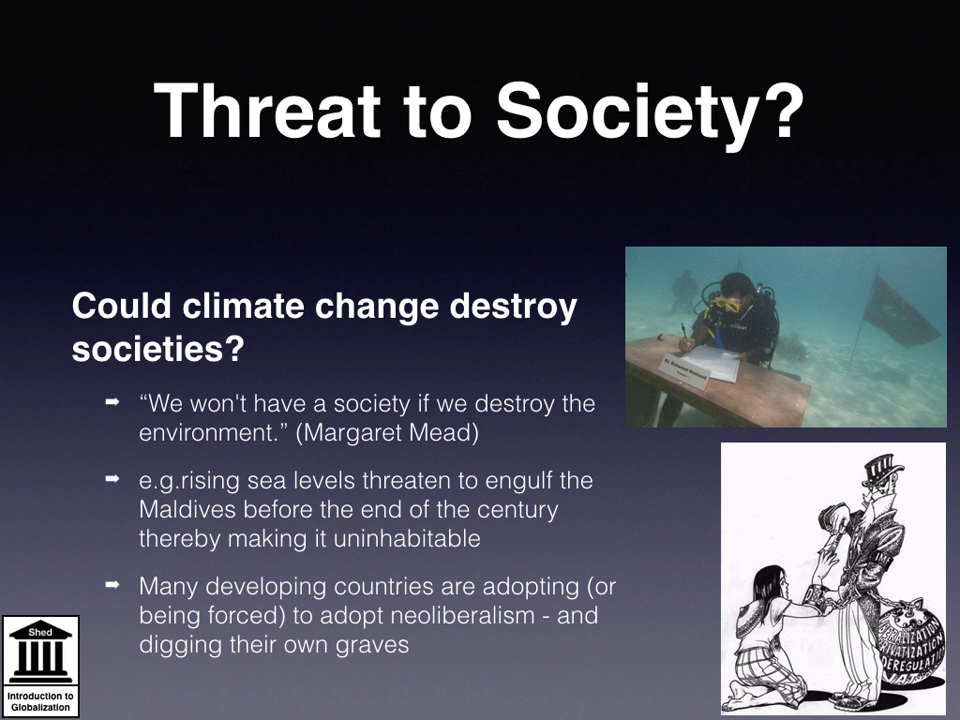 Threat to Society?
Could climate change destroy
societies?
➡ “We won't have a society if we destroy the
environment.” (Margaret Mead)
➡ e.g.rising sea levels threaten to engulf the
Maldives before the end of the century
thereby making it uninhabitable
➡ Many developing countries are adopting (or
being forced) to adopt neoliberalism - and
digging their own graves
Shed
Introduction to
Globalization